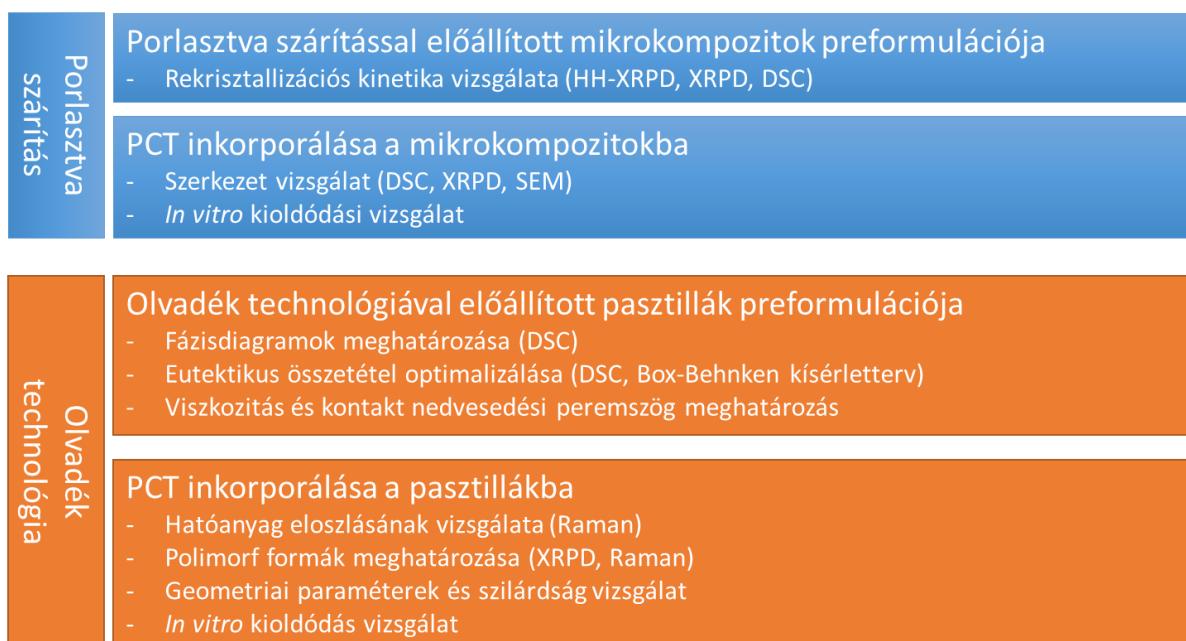 Porlasztva
szárítás
Porlasztva szárítással előállított mikrokompozitok preformulációja
- Rekrisztallizációs kinetika vizsgálata (HH-XRPD, XRPD, DSC)
PCT inkorporálása a mikrokompozitokba
- Szerkezet vizsgálat (DSC, XRPD, SEM)
- In vitro kioldódási vizsgálat
Olvadék
technológia
Olvadék technológiával előállított pasztillák preformulációja
- Fázisdiagramok meghatározása (DSC)
- Eutektikus összetétel optimalizálása (DSC, Box-Behnken kísérletterv)
- Viszkozitás és kontakt nedvesedési peremszög meghatározás
PCT inkorporálása a pasztillákba
- Hatóanyag eloszlásának vizsgálata (Raman)
- Polimorf formák meghatározása (XRPD, Raman)
- Geometriai paraméterek és szilárdság vizsgálat
- In vitro kioldódás vizsgálat